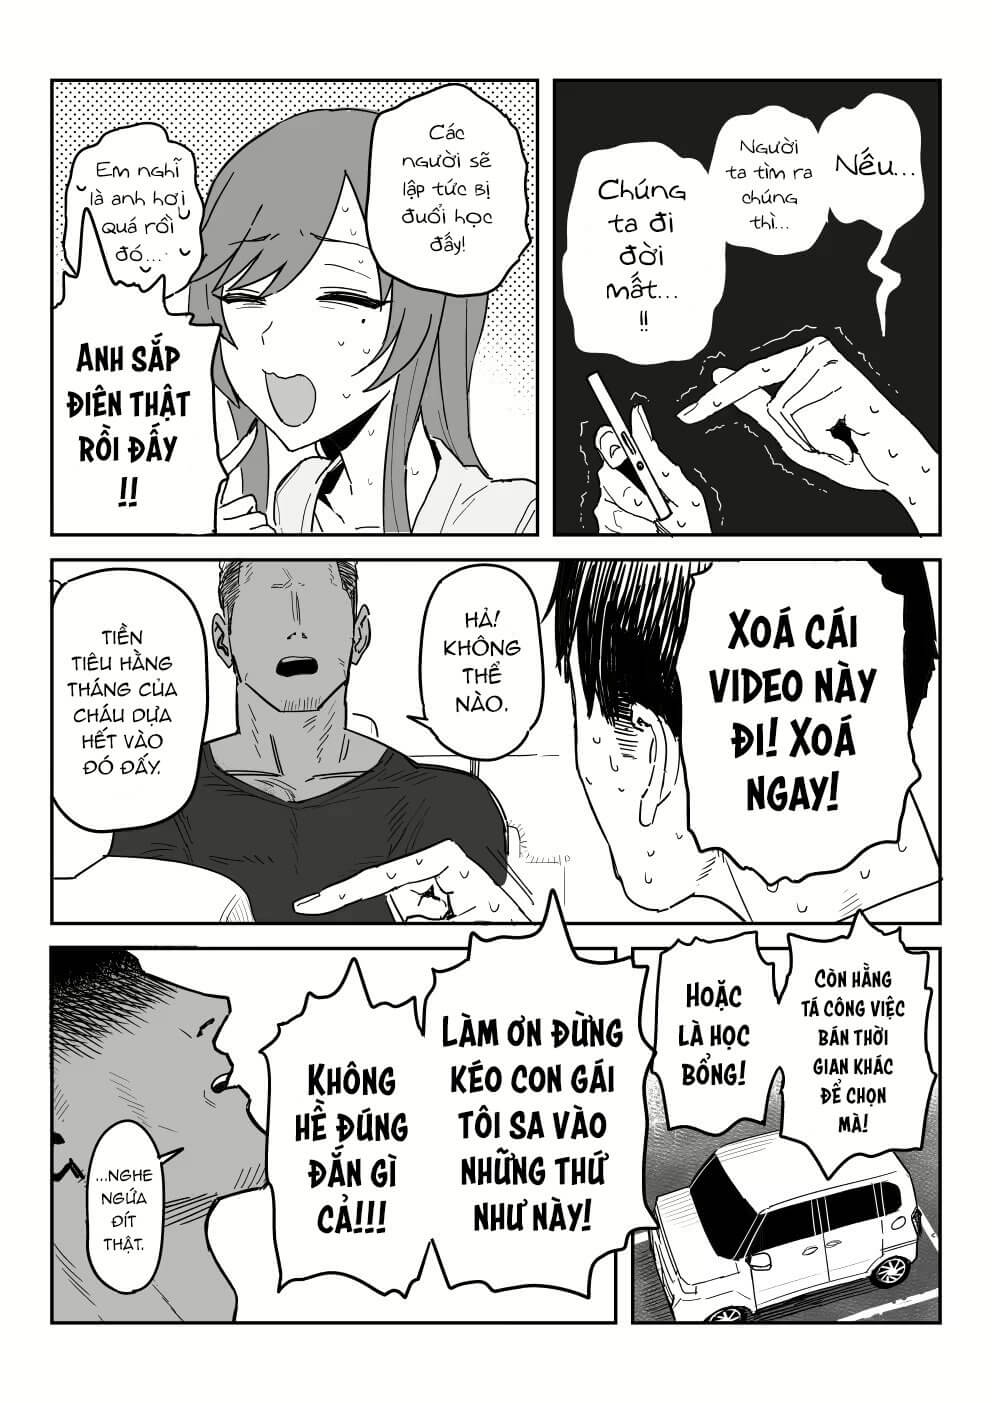 Nếu...
Người
ta tìm ra
chúng
thì...
Chúng
ta đi
đời
mất...
!!
Các
người sẽ
lập tức bị
đuổi học
đấy!
Em nghĩ
là anh hơi
quá rồi
đó...
Anh sắp
điên thật
rồi đấy
!!
Xoá cái
video này
đi! Xoá
ngay!
Hả!
Không
thể
nào.
Tiền
tiêu hằng
tháng của
cháu dựa
hết vào
đó đấy.
Còn hằng
tá công việc
bán thời
gian khác
để chọn
mà!
Hoặc
là học
bổng!
Làm ơn đừng
kéo con gái
tôi sa vào
những thứ
như này!
Không
hề đúng
đắn gì
cả!!!
...Nghe
ngứa
đít
thật.